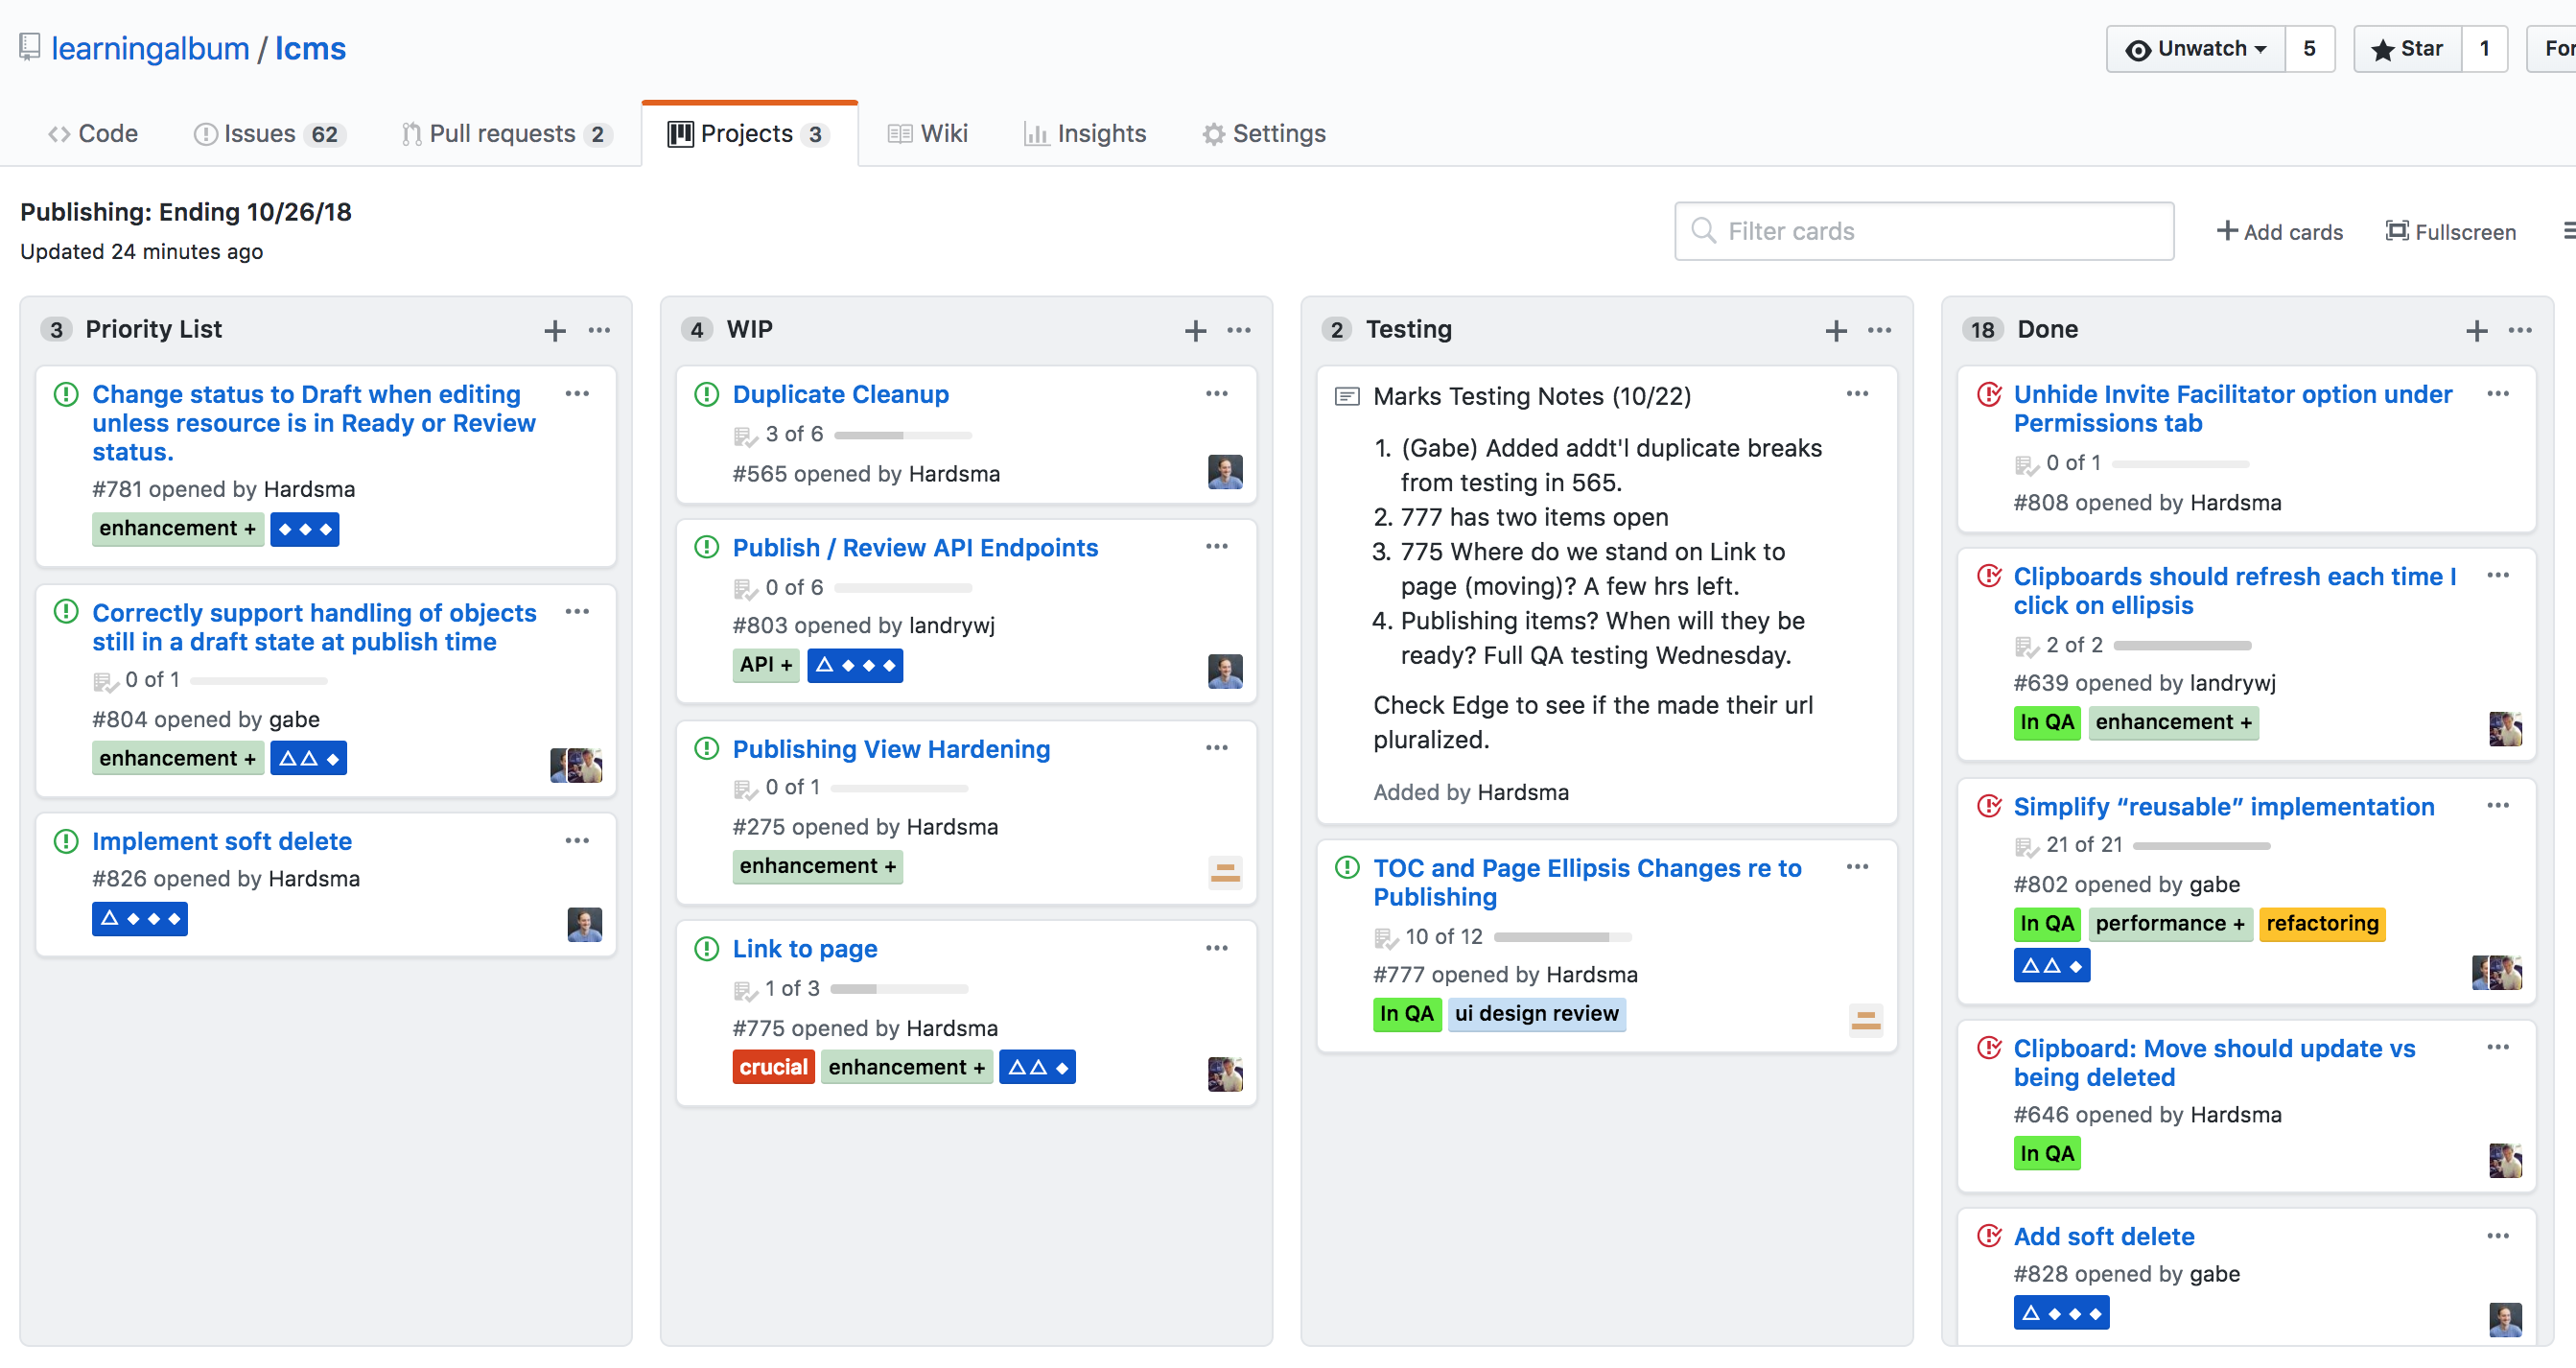 learningalbum / lcms
Unwatch 5
Star 1
Code
Issues 62
Pull requests 2
Projects 3
Wiki
Insights
Settings
Publishing: Ending 10/26/18
Updated 24 minutes ago
Filter cards
Add cards
Fullscreen
3 Priority List
Change status to Draft when editing
unless resource is in Ready or Review
status.
#781 opened by Hardsma
enhancement +
Correctly support handling of objects
still in a draft state at publish time
0 of 1
#804 opened by gabe
enhancement +
Implement soft delete
#826 opened by Hardsma
4 WIP
Duplicate Cleanup
3 of 6
#565 opened by Hardsma
Publish / Review API Endpoints
0 of 6
#803 opened by landrywj
API +
Publishing View Hardening
0 of 1
#275 opened by Hardsma
enhancement +
Link to page
1 of 3
#775 opened by Hardsma
crucial enhancement +
2 Testing
Marks Testing Notes (10/22)
1. (Gabe) Added addt'l duplicate breaks
from testing in 565.
2. 777 has two items open
3. 775 Where do we stand on Link to
page (moving)? A few hrs left.
4. Publishing items? When will they be
ready? Full QA testing Wednesday.
Check Edge to see if the made their url
pluralized.
Added by Hardsma
TOC and Page Ellipsis Changes re to
Publishing
10 of 12
#777 opened by Hardsma
In QA ui design review
18 Done
Unhide Invite Facilitator option under
Permissions tab
0 of 1
#808 opened by Hardsma
Clipboards should refresh each time I
click on ellipsis
2 of 2
#639 opened by landrywj
In QA enhancement +
Simplify “reusable” implementation
21 of 21
#802 opened by gabe
In QA performance + refactoring
Clipboard: Move should update vs
being deleted
#646 opened by Hardsma
In QA
Add soft delete
#828 opened by gabe